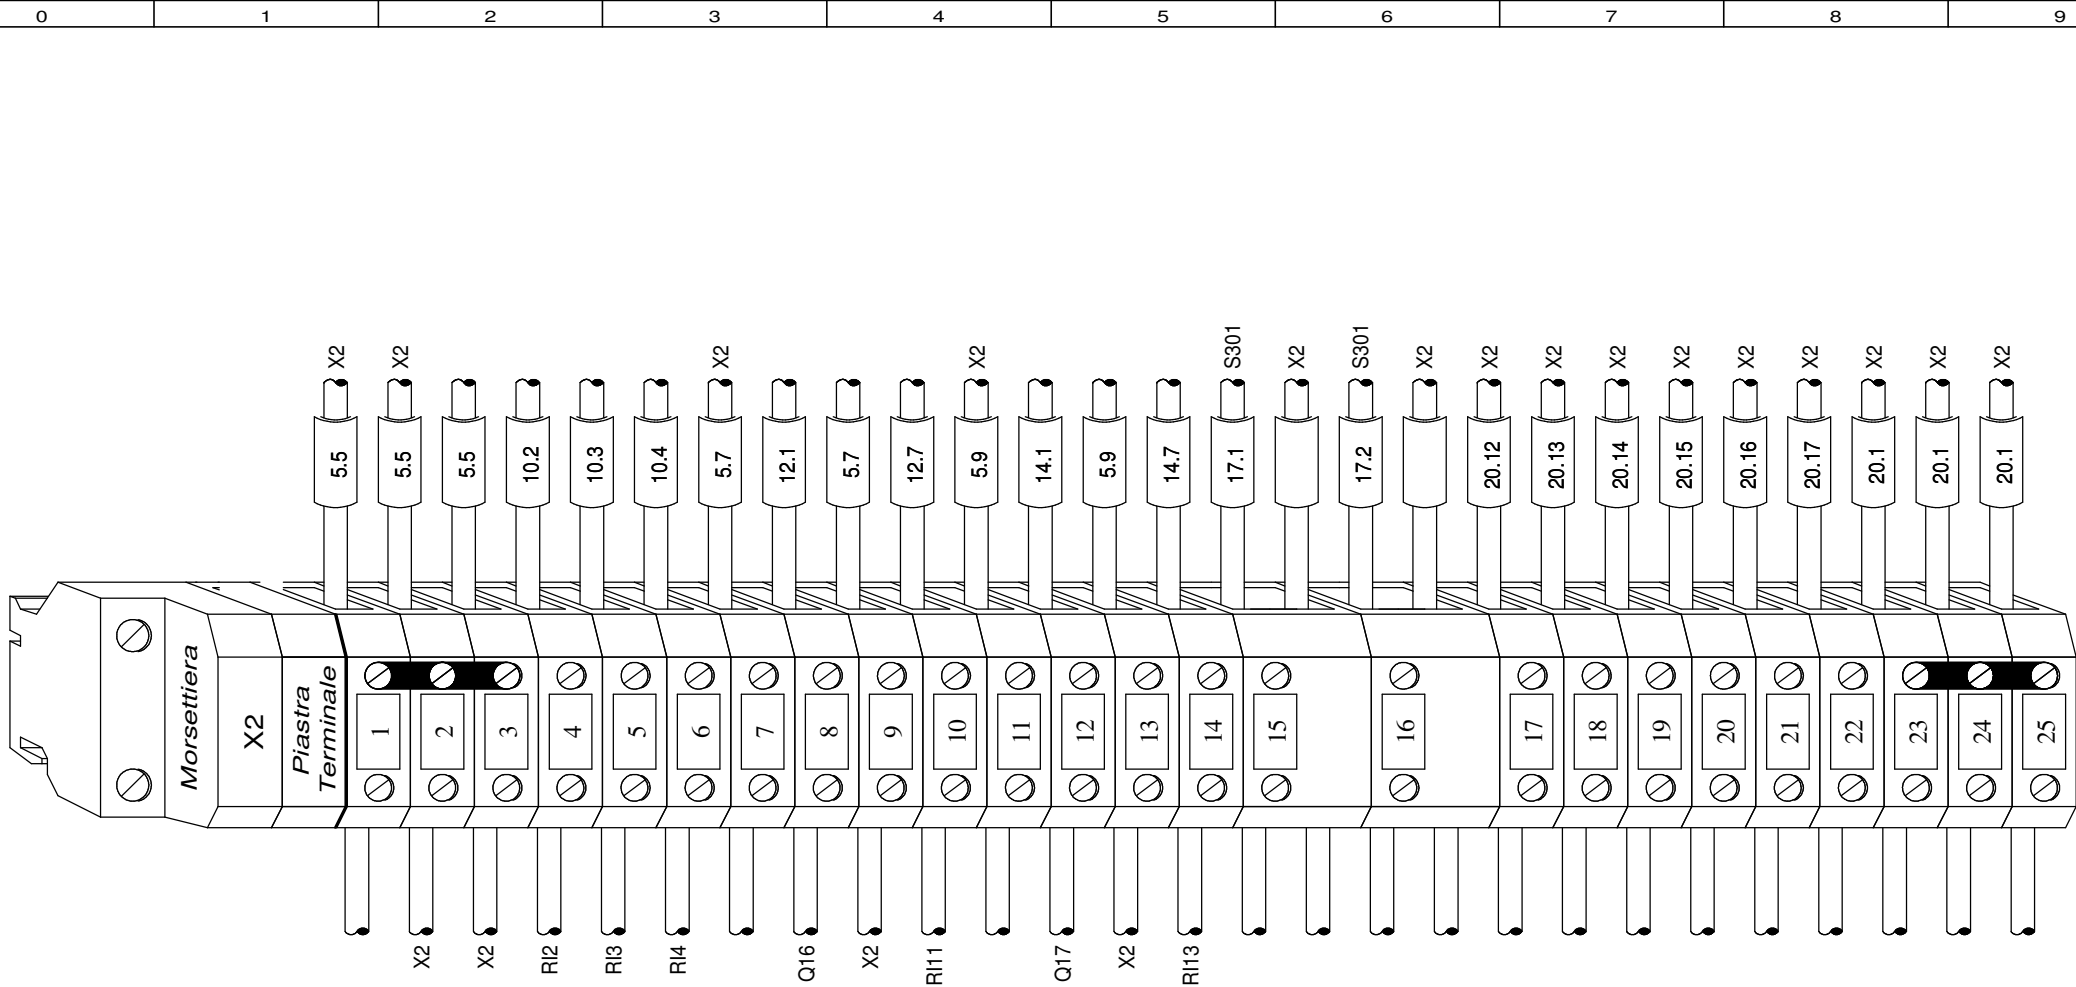 0 1 2 3 4 5 6 7 8 9
X2 X2 X2 X2 S301 X2 S301 X2 X2 X2 X2 X2 X2 X2 X2 X2 X2
5.5 5.5 5.5 10.2 10.3 10.4 5.7 12.1 5.7 12.7 5.9 14.1 5.9 14.7 17.1 17.2 20.12 20.13 20.14 20.15 20.16 20.17 20.1 20.1 20.1
Morsettiera
X2
Piastra
Terminale
1 2 3 4 5 6 7 8 9 10 11 12 13 14 15 16 17 18 19 20 21 22 23 24 25
X2 X2 RI2 RI3 RI4 Q16 X2 RI11 Q17 X2 RI13